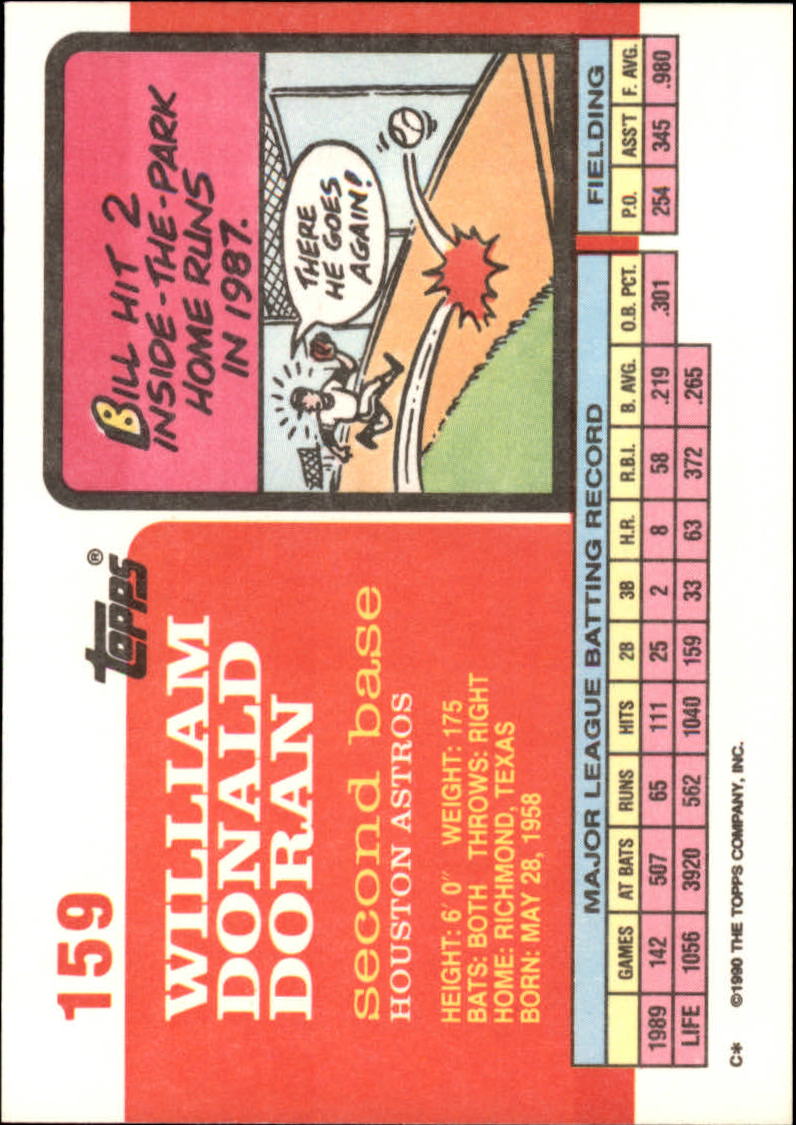 159
Topps®
WILLIAM
DONALD
DORAN
second base
HOUSTON ASTROS
HEIGHT: 6' 0" WEIGHT: 175
BATS: BOTH THROWS: RIGHT
HOME: RICHMOND, TEXAS
BORN: MAY 28, 1958
BILL HIT 2
INSIDE-THE-PARK
HOME RUNS
IN 1987.
THERE
HE GOES
AGAIN!
MAJOR LEAGUE BATTING RECORD FIELDING
GAMES AT BATS RUNS HITS 2B 3B H.R. R.B.I. B. AVG. O.B. PCT. P.O. ASS'T F. AVG.
1989 142 507 65 111 25 2 8 58 .219 .301 254 345 .980
LIFE 1056 3920 562 1040 159 33 63 372 .265
C* ©1990 THE TOPPS COMPANY, INC.